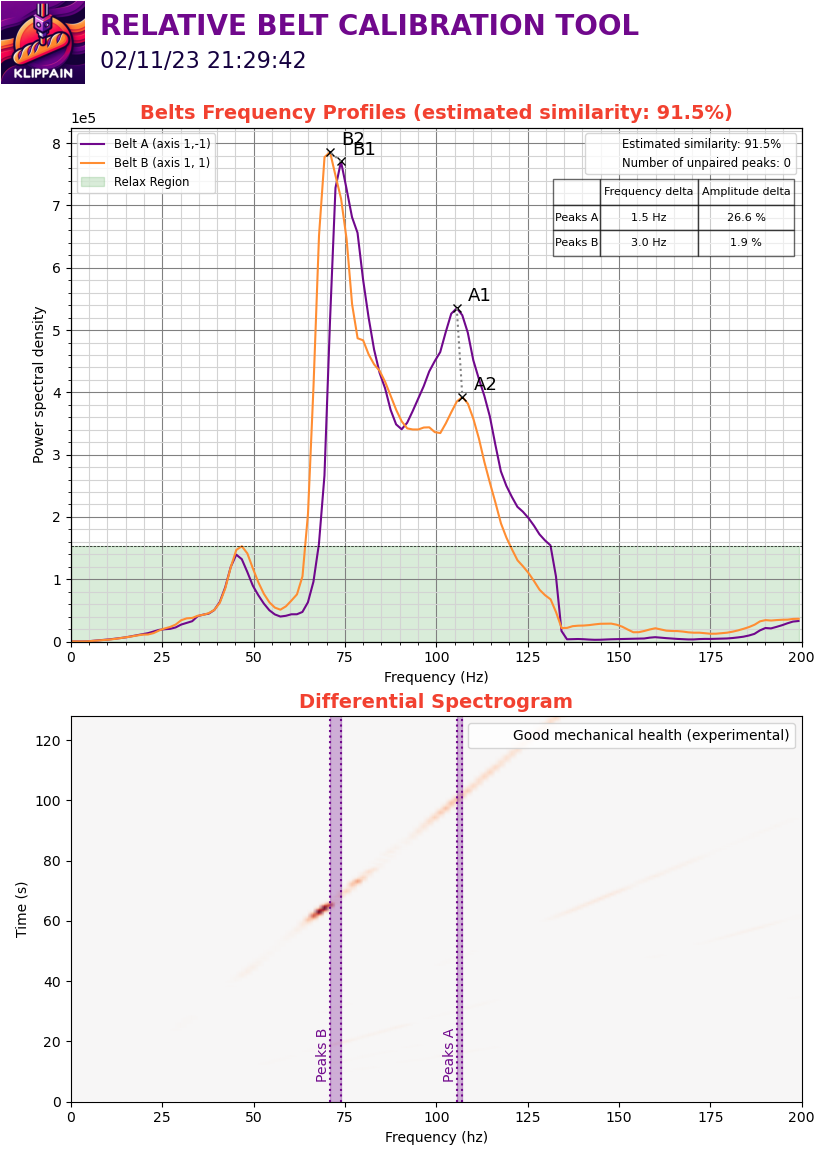 KLIPPAIN
RELATIVE BELT CALIBRATION TOOL
02/11/23 21:29:42
Belts Frequency Profiles (estimated similarity: 91.5%)
1e5
Belt A (axis 1,-1)
Belt B (axis 1, 1)
Relax Region
B2
B1
Estimated similarity: 91.5%
Number of unpaired peaks: 0
Frequency delta Amplitude delta
Peaks A 1.5 Hz 26.6 %
Peaks B 3.0 Hz 1.9 %
A1
A2
Power spectral density
8
7
6
5
4
3
2
1
0
0 25 50 75 100 125 150 175 200
Frequency (Hz)
Differential Spectrogram
Good mechanical health (experimental)
Time (s)
120
100
80
60
40
20
0
Peaks B
Peaks A
0 25 50 75 100 125 150 175 200
Frequency (hz)